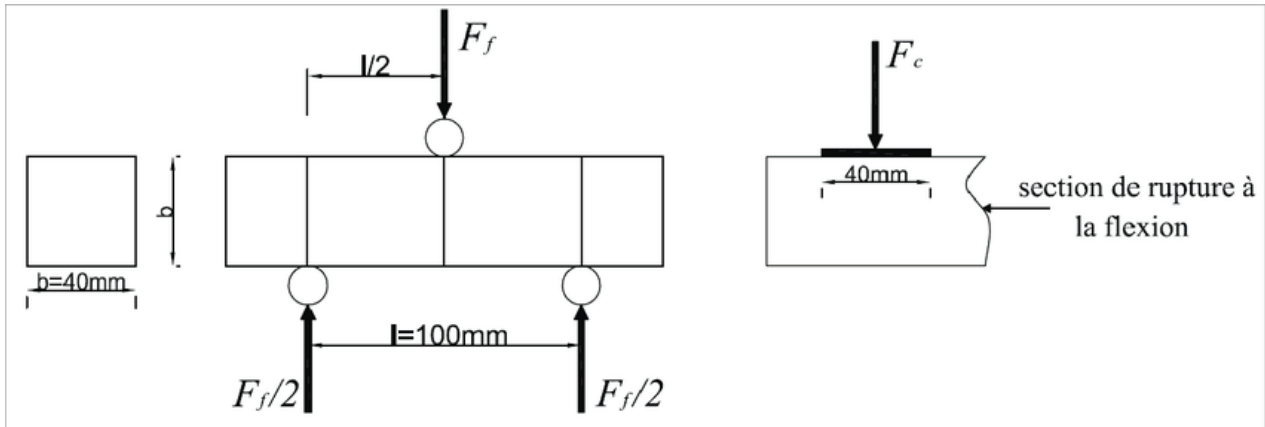 F_f
l/2
F_c
40mm
section de rupture à
la flexion
b
b=40mm
l=100mm
F_f/2
F_f/2